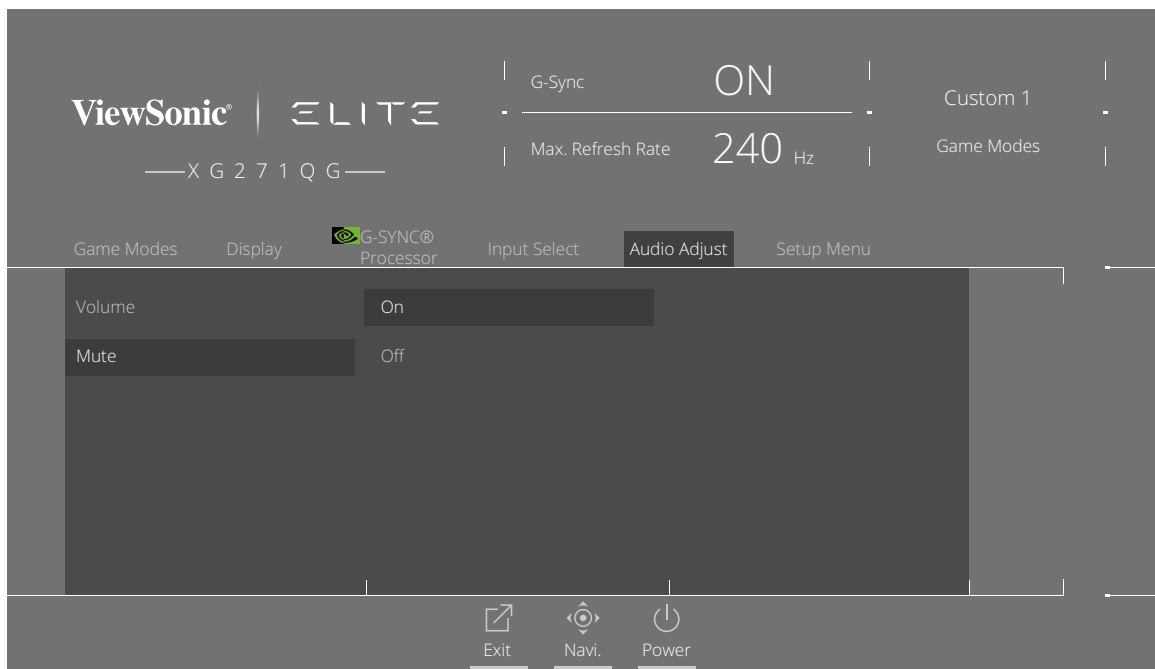 ViewSonic® ELITE
XG271QG
G-Sync ON
Max. Refresh Rate 240 Hz
Custom 1
Game Modes
Game Modes Display G-SYNC® Processor Input Select Audio Adjust Setup Menu
Volume On
Mute Off
Exit Navi. Power